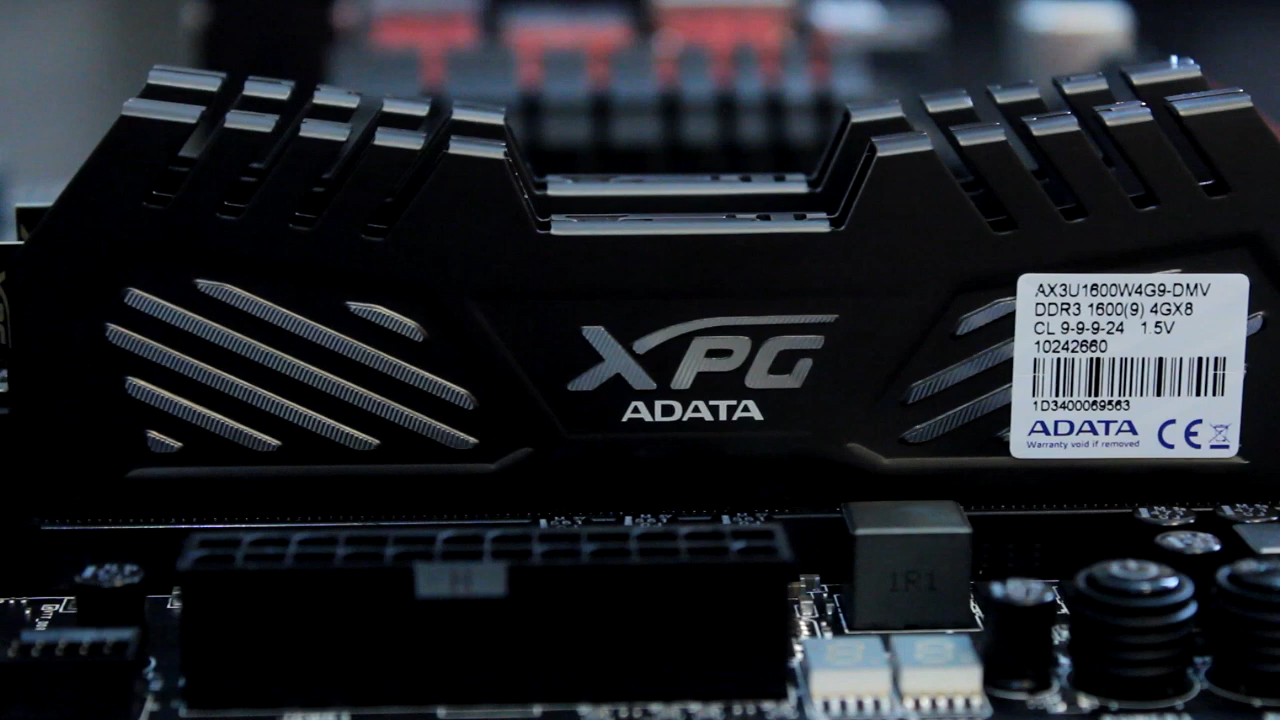 XPG
ADATA
AX3U1600W4G9-DMV
DDR3 1600(9) 4GX8
CL 9-9-9-24 1.5V
10242660
1D3400069563
ADATA
Warranty void if removed
CE
1R1